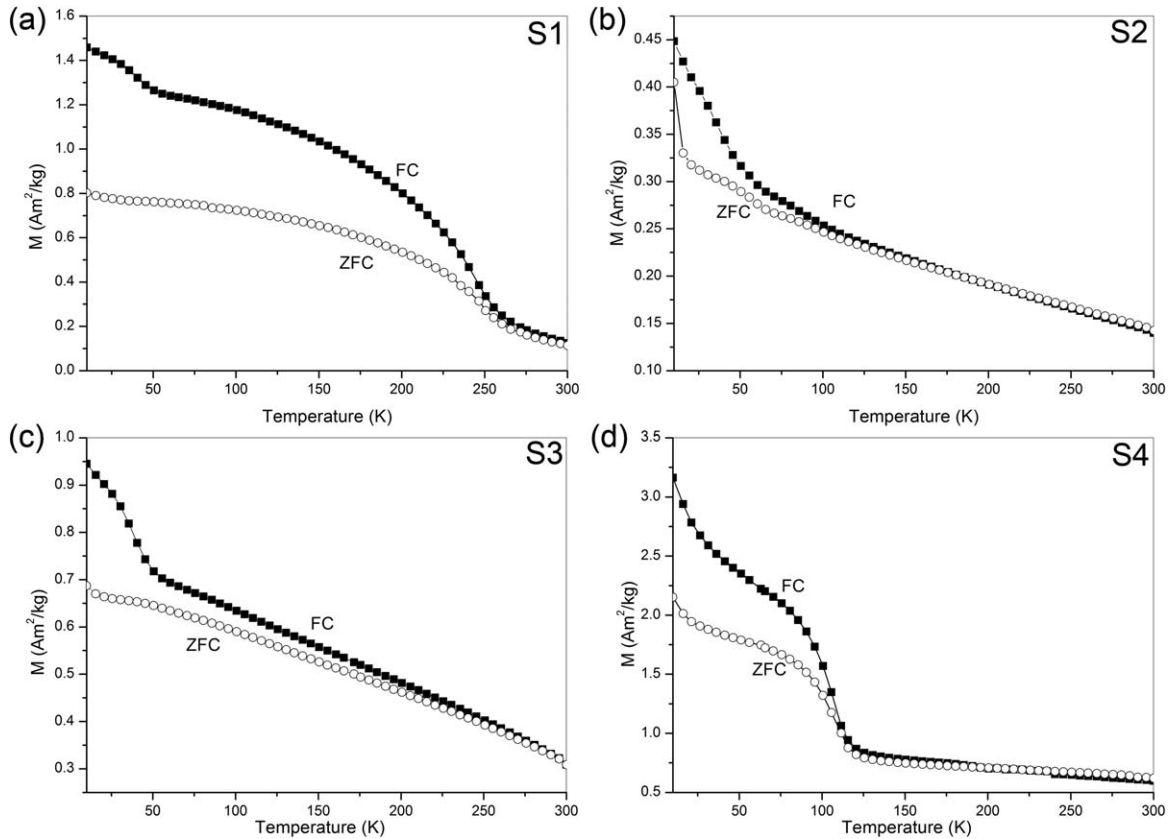 (a)
S1
1.6
1.4
1.2
1.0
0.8
0.6
0.4
0.2
0.0
M (Am²/kg)
FC
ZFC
50 100 150 200 250 300
Temperature (K)
(b)
S2
0.45
0.40
0.35
0.30
0.25
0.20
0.15
0.10
M (Am²/kg)
FC
ZFC
50 100 150 200 250 300
Temperature (K)
(c)
S3
1.0
0.9
0.8
0.7
0.6
0.5
0.4
0.3
M (Am²/kg)
FC
ZFC
50 100 150 200 250 300
Temperature (K)
(d)
S4
3.5
3.0
2.5
2.0
1.5
1.0
0.5
M (Am²/kg)
FC
ZFC
50 100 150 200 250 300
Temperature (K)